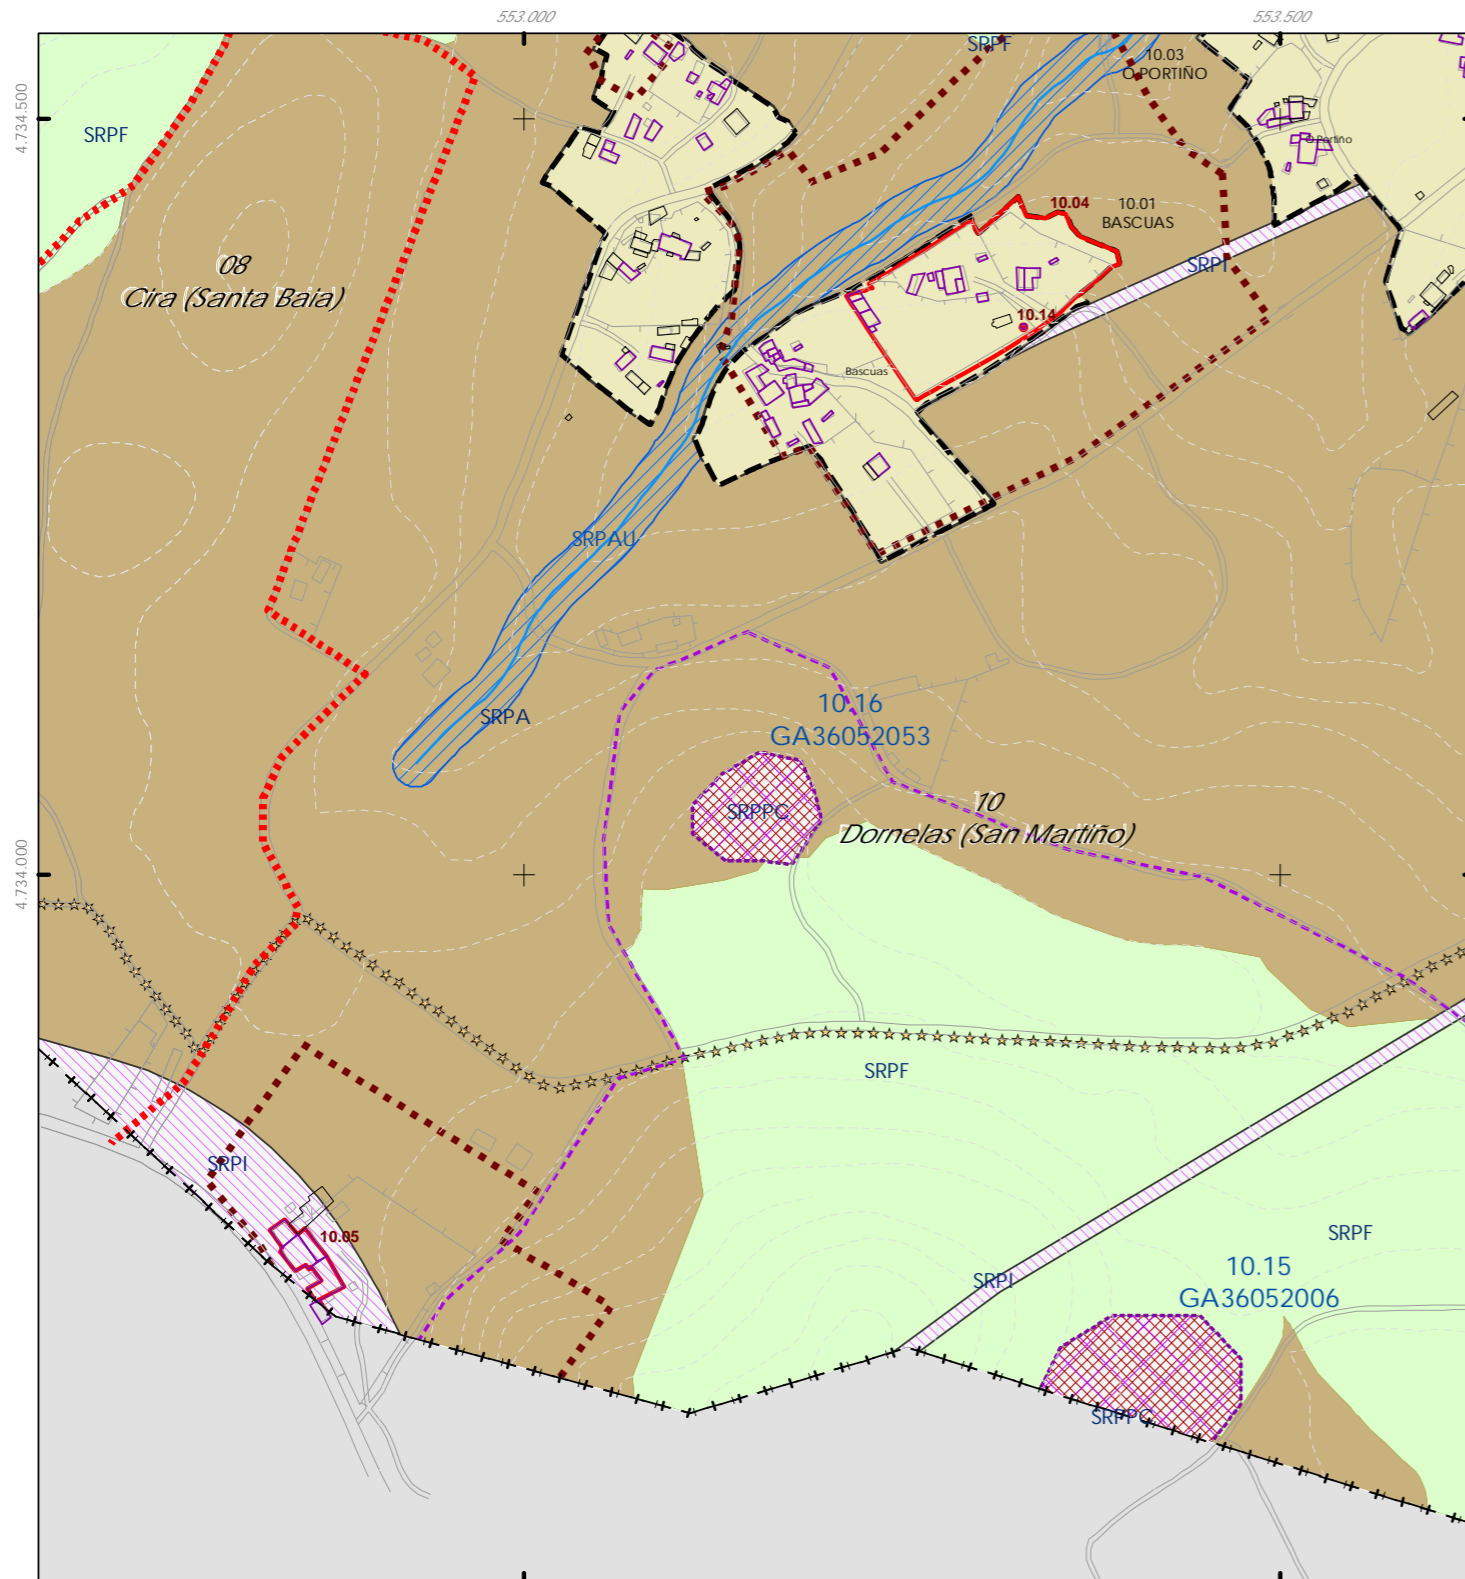 553.000
553.500
4.734.500
4.734.000
SRPF
SRPF
10.03
O PORTIÑO
O Portiño
10.04
10.01
BASCUAS
SRPI
10.14
Bascuas
08
Cira (Santa Baia)
SRPAU
SRPA
10.16
GA36052053
SRPPC
10
Dornelas (San Martiño)
SRPF
SRPI
10.05
SRPF
SRPI
10.15
GA36052006
SRPPC